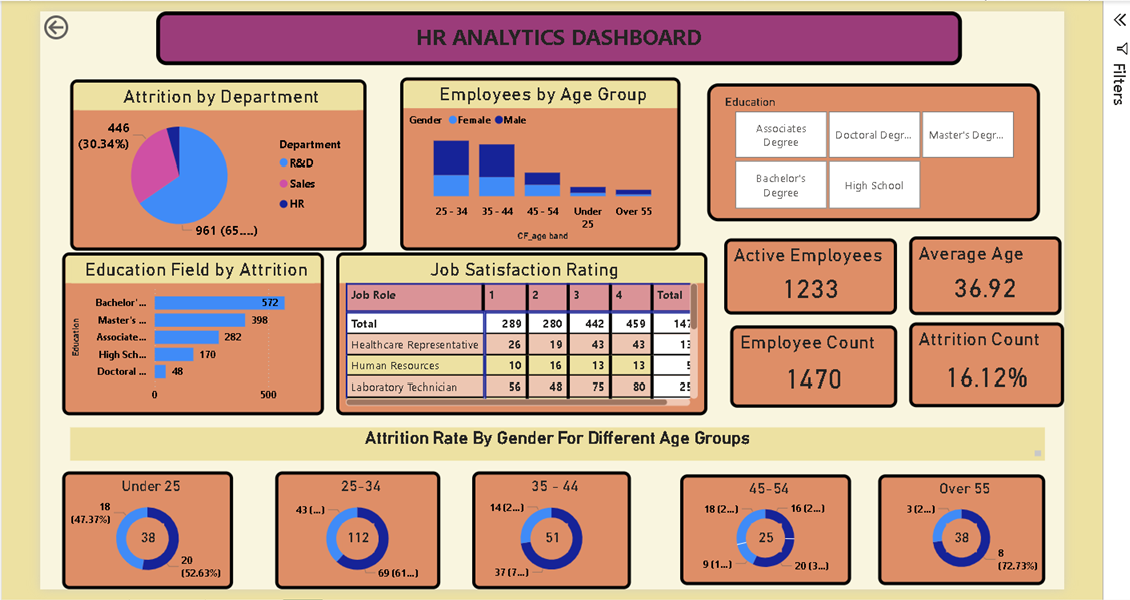 HR ANALYTICS DASHBOARD
Filters
Attrition by Department
446
(30.34%)
961 (65....)
Department
R&D
Sales
HR
Employees by Age Group
Gender Female Male
25 - 34 35 - 44 45 - 54 Under 25 Over 55
CF_age band
Education
Associates Degree
Doctoral Degr...
Master's Degr...
Bachelor's Degree
High School
Education Field by Attrition
Education
Bachelor'... 572
Master's ... 398
Associate... 282
High Sch... 170
Doctoral ... 48
0 500
Job Satisfaction Rating
Job Role 1 2 3 4 Total
Total 289 280 442 459 147
Healthcare Representative 26 19 43 43 13
Human Resources 10 16 13 13
Laboratory Technician 56 48 75 80 25
Active Employees
1233
Average Age
36.92
Employee Count
1470
Attrition Count
16.12%
Attrition Rate By Gender For Different Age Groups
Under 25
18
(47.37%)
38
20
(52.63%)
25-34
43 (...)
112
69 (61...)
35 - 44
14 (2...)
51
37 (7...)
45-54
18 (2...)
16 (2...)
25
9 (1...)
20 (3...)
Over 55
3 (2...)
38
8
(72.73%)